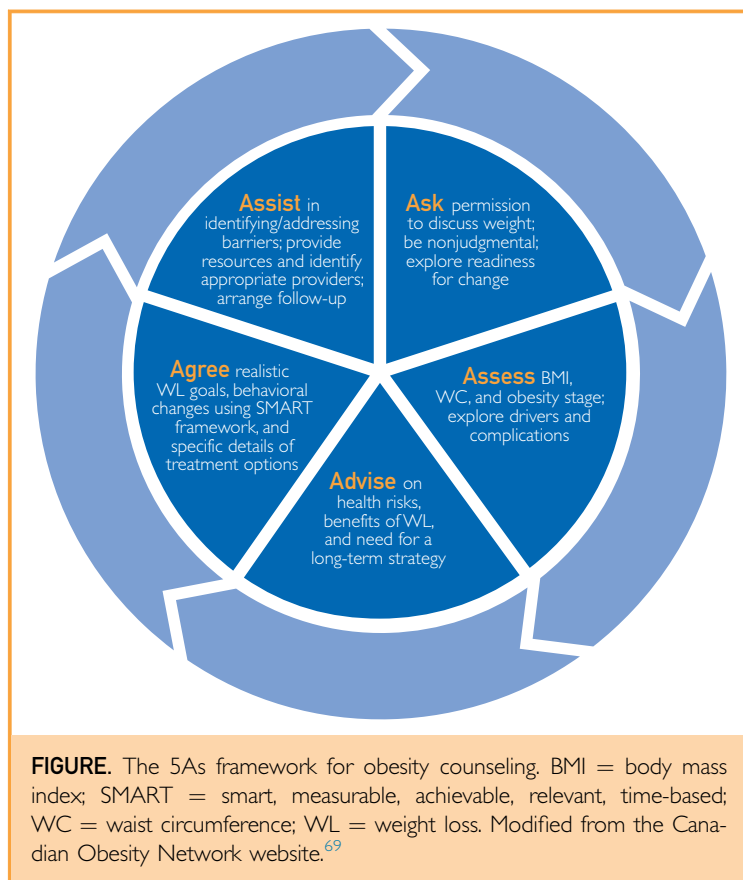 Ask permission
to discuss weight;
be nonjudgmental;
explore readiness
for change
Assess BMI,
WC, and obesity stage;
explore drivers and
complications
Advise on
health risks,
benefits of WL,
and need for a
long-term strategy
Agree realistic
WL goals, behavioral
changes using SMART
framework, and
specific details of
treatment options
Assist in
identifying/addressing
barriers; provide
resources and identify
appropriate providers;
arrange follow-up
FIGURE. The 5As framework for obesity counseling. BMI = body mass
index; SMART = smart, measurable, achievable, relevant, time-based;
WC = waist circumference; WL = weight loss. Modified from the Cana-
dian Obesity Network website.69